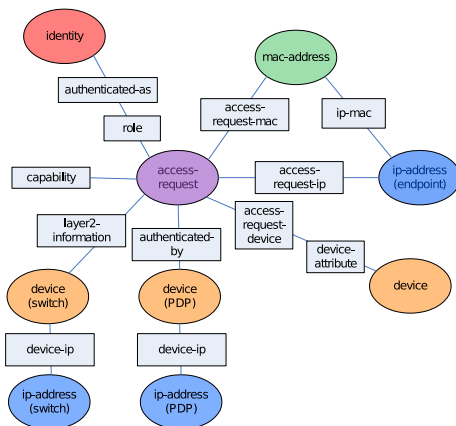 identity
mac-address
authenticated-as
access-
request-mac
ip-mac
role
capability
access-
request
access-
request-ip
ip-address
(endpoint)
layer2-
information
authenticated-
by
access-
request-
device
device-
attribute
device
(switch)
device
(PDP)
device
device-ip
device-ip
ip-address
(switch)
ip-address
(PDP)